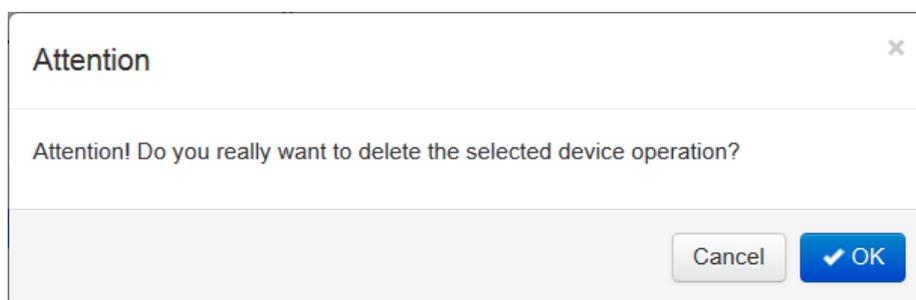 Attention
Attention! Do you really want to delete the selected device operation?
Cancel
OK